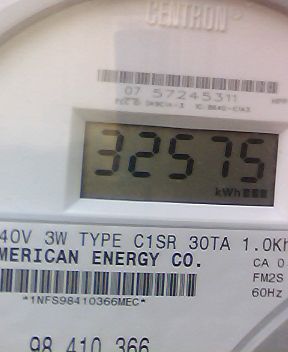 CENTRON®
07 57245311
32575
kWh
40V 3W TYPE C1SR 30TA 1.0Kh
MERICAN ENERGY CO.
CA 0
FM2S
*1NFS98410366MEC*
60Hz
98 410 366